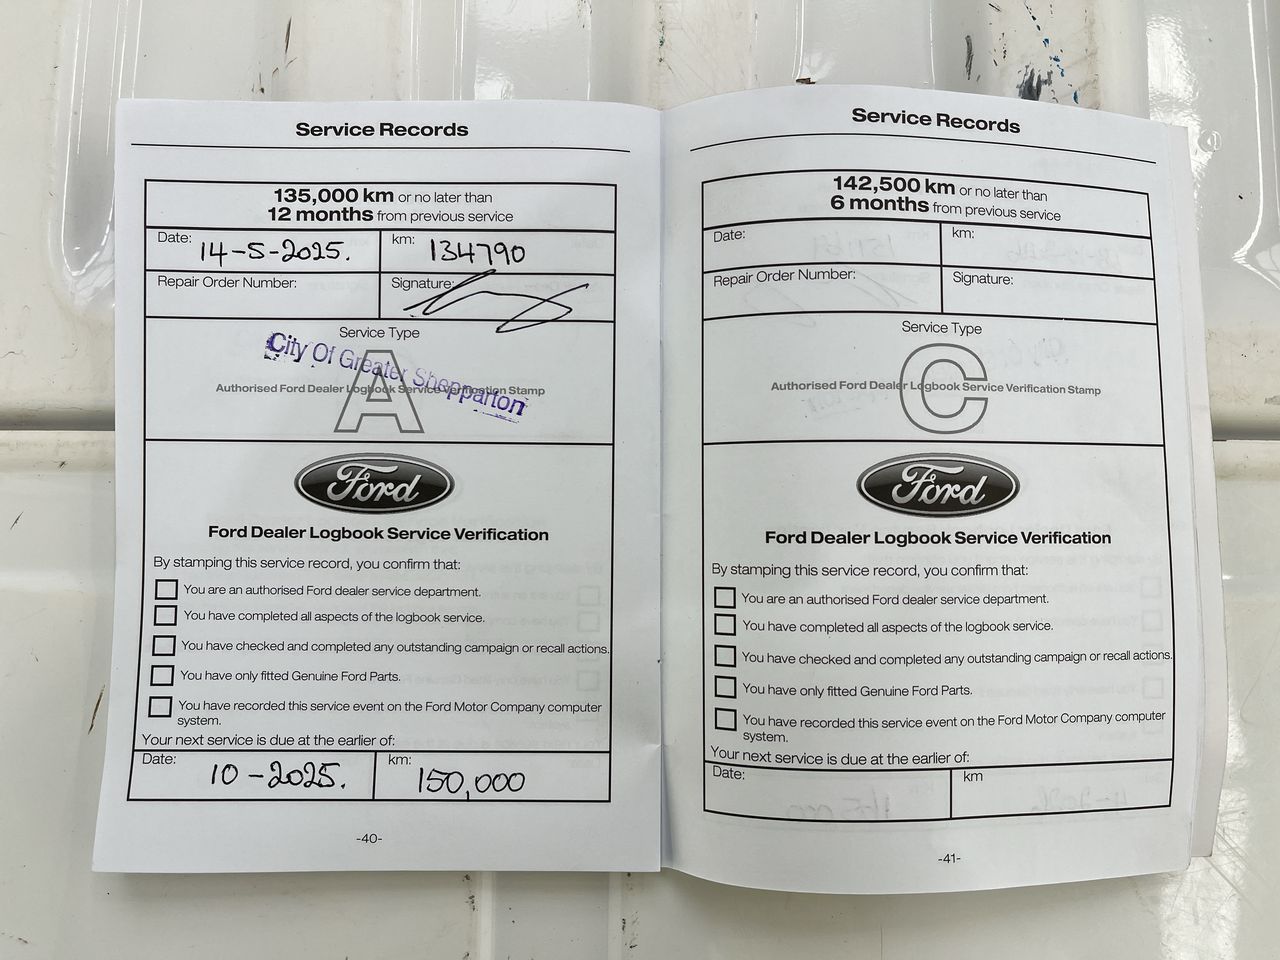 Service Records
135,000 km or no later than
12 months from previous service
Date: 14-5-2025.
km: 134790
Repair Order Number:
Signature:
Service Type
City Of Greater Shepparton
A
Authorised Ford Dealer Logbook Service Verification Stamp
Ford
Ford Dealer Logbook Service Verification
By stamping this service record, you confirm that:
You are an authorised Ford dealer service department.
You have completed all aspects of the logbook service.
You have checked and completed any outstanding campaign or recall actions.
You have only fitted Genuine Ford Parts.
You have recorded this service event on the Ford Motor Company computer
system.
Your next service is due at the earlier of:
Date: 10-2025.
km: 150,000
-40-
Service Records
142,500 km or no later than
6 months from previous service
Date:
km:
Repair Order Number:
Signature:
Service Type
C
Authorised Ford Dealer Logbook Service Verification Stamp
Ford
Ford Dealer Logbook Service Verification
By stamping this service record, you confirm that:
You are an authorised Ford dealer service department.
You have completed all aspects of the logbook service.
You have checked and completed any outstanding campaign or recall actions.
You have only fitted Genuine Ford Parts.
You have recorded this service event on the Ford Motor Company computer
system.
Your next service is due at the earlier of:
Date:
km
-41-